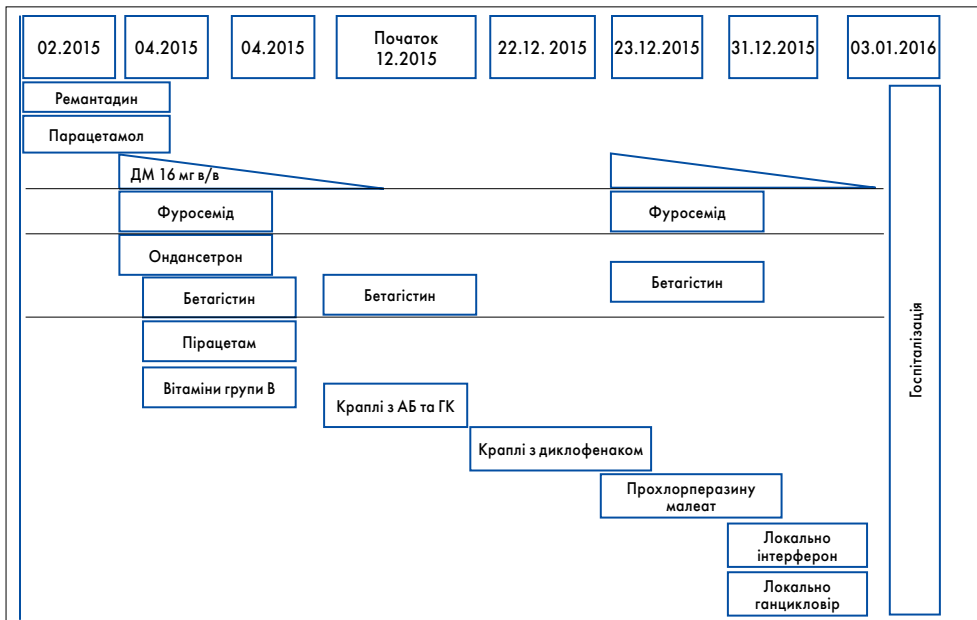 02.2015
04.2015
04.2015
Початок
12.2015
22.12. 2015
23.12.2015
31.12.2015
03.01.2016
Ремантадин
Парацетамол
ДМ 16 мг в/в
Фуросемід
Фуросемід
Ондансетрон
Бетагістин
Бетагістин
Бетагістин
Пірацетам
Вітаміни групи В
Краплі з АБ та ГК
Краплі з диклофенаком
Прохлорперазину
малеат
Локально
інтерферон
Локально
ганцикловір
Госпіталізація